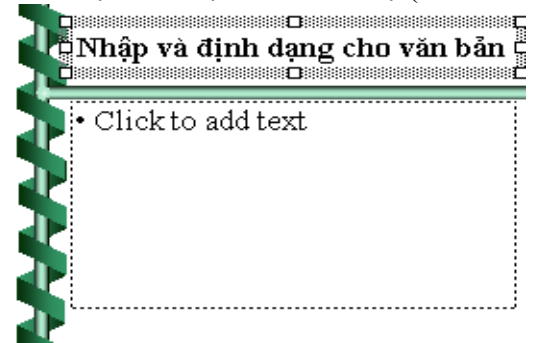 Nhập và định dạng cho văn bản
• Click to add text